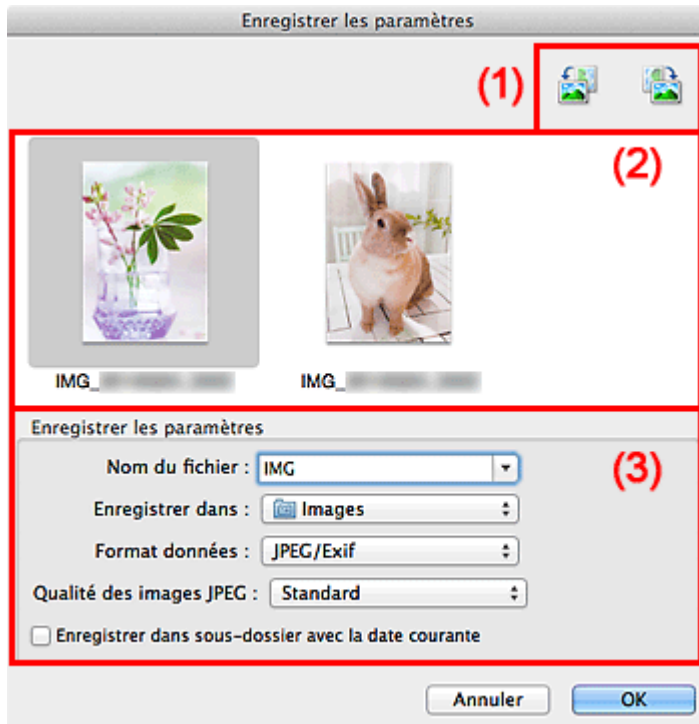 Enregistrer les paramètres
(1)
(2)
IMG_
IMG_
Enregistrer les paramètres
(3)
Nom du fichier : IMG
Enregistrer dans : Images
Format données : JPEG/Exif
Qualité des images JPEG : Standard
Enregistrer dans sous-dossier avec la date courante
Annuler OK